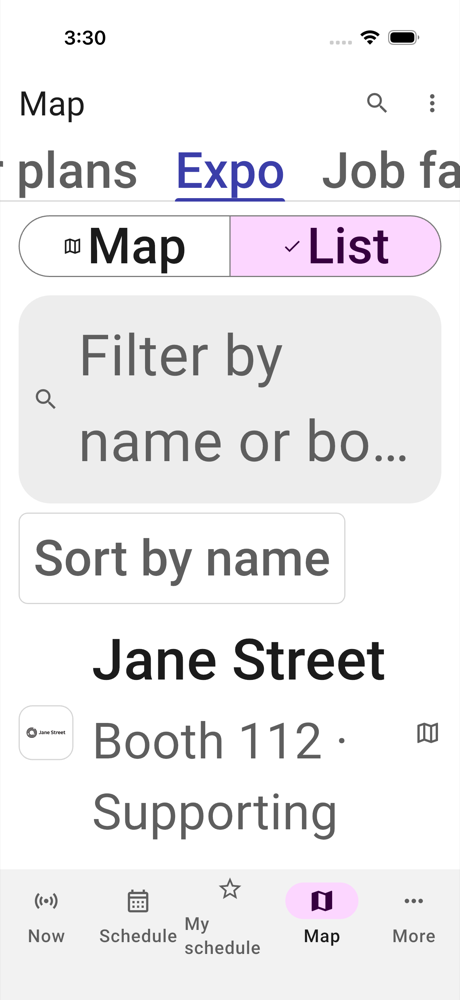 3:30
Map
r plans Expo Job fa
Map List
Filter by
name or bo…
Sort by name
Jane Street
Jane Street
Booth 112 ·
Supporting
Now Schedule My schedule Map More